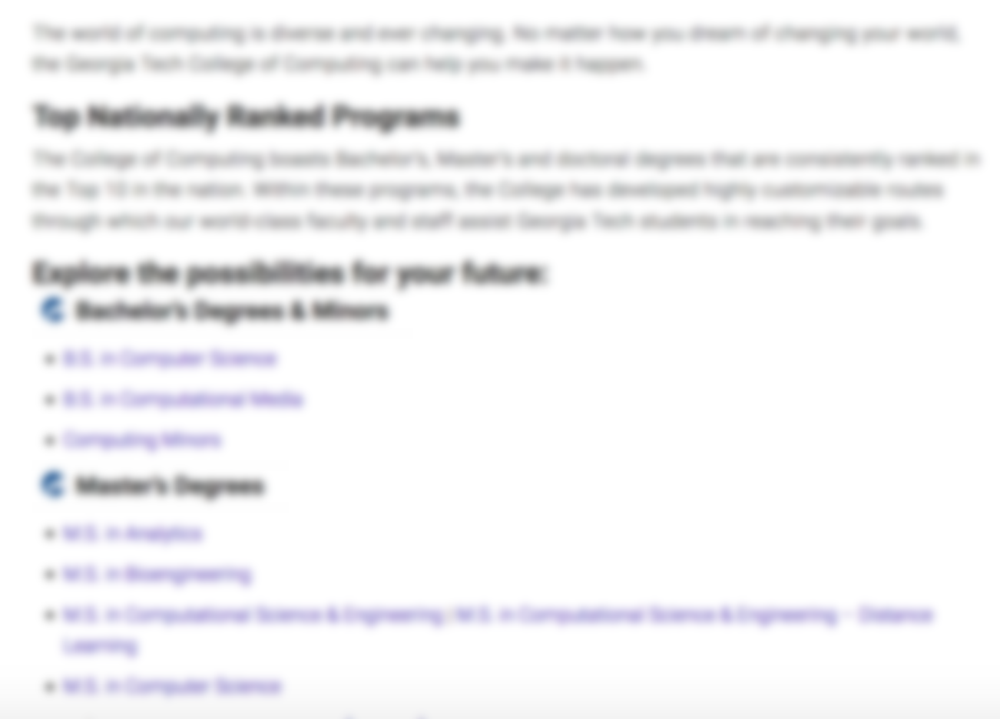 The world of computing is diverse and ever changing. No matter how you dream of changing your world,
the Georgia Tech College of Computing can help you make it happen.
Top Nationally Ranked Programs
The College of Computing boasts Bachelor's, Master's and doctoral degrees that are consistently ranked in
the Top 10 in the nation. Within these programs, the College has developed highly customizable routes
through which our world-class faculty and staff assist Georgia Tech students in reaching their goals.
Explore the possibilities for your future:
Bachelor's Degrees & Minors
B.S. in Computer Science
B.S. in Computational Media
Computing Minors
Master's Degrees
M.S. in Analytics
M.S. in Bioengineering
M.S. in Computational Science & Engineering | M.S. in Computational Science & Engineering – Distance
Learning
M.S. in Computer Science